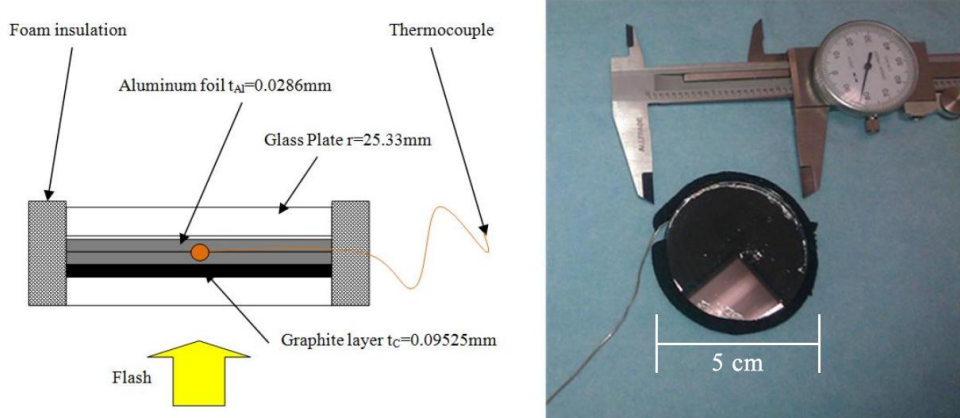 Foam insulation
Thermocouple
Aluminum foil tAl=0.0286mm
Glass Plate r=25.33mm
Graphite layer tC=0.09525mm
Flash
5 cm